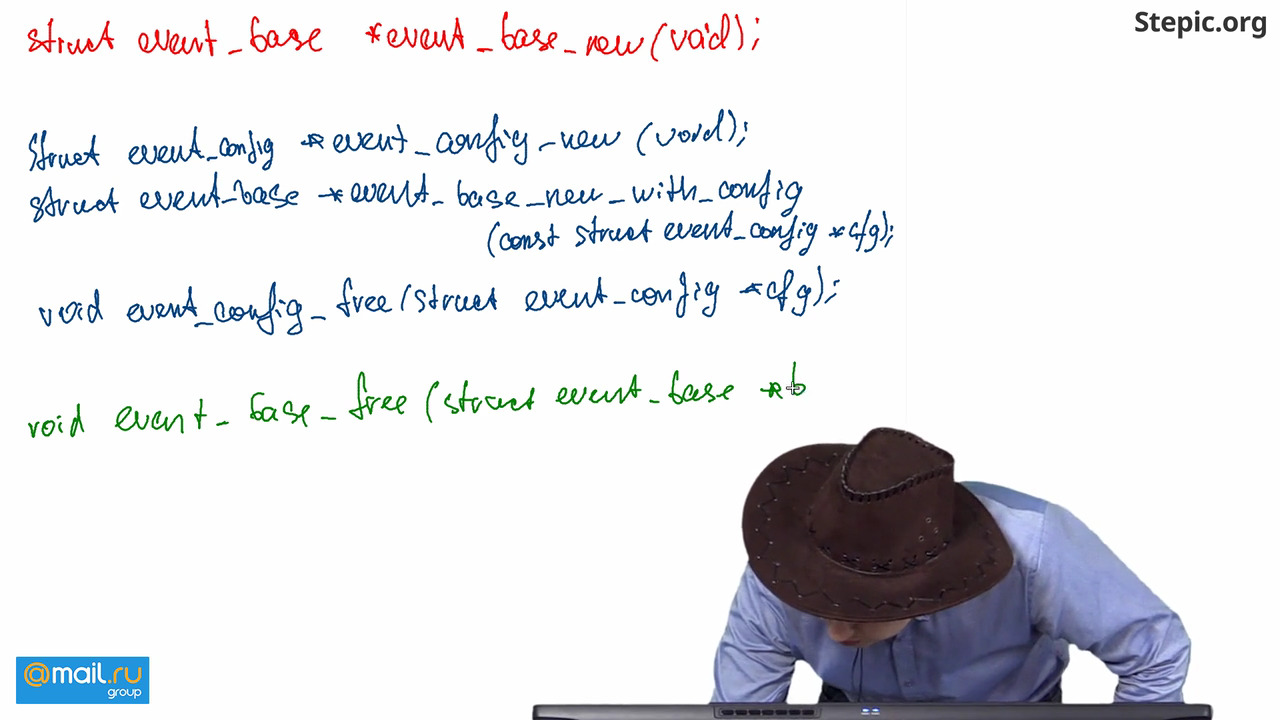 Stepic.org
struct event_base *event_base_new(void);
struct event_config *event_config_new (void);
struct event_base *event_base_new_with_config
(const struct event_config *cfg);
void event_config_free(struct event_config *cfg);
void event_base_free (struct event_base *b
@mail.ru
group